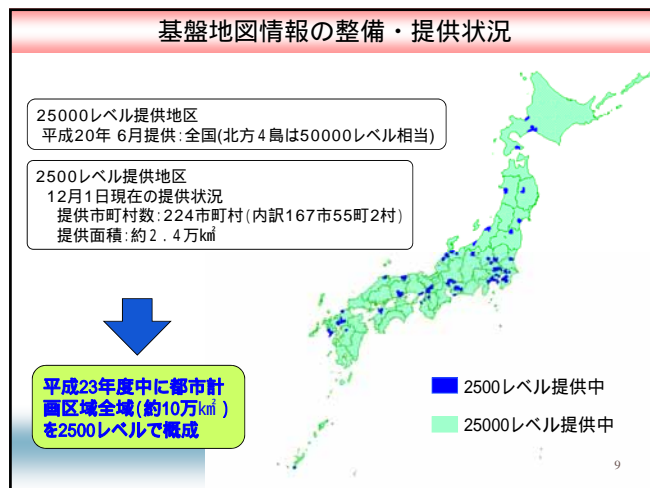 基盤地図情報の整備・提供状況
25000レベル提供地区
平成20年 6月提供:全国(北方4島は50000レベル相当)
2500レベル提供地区
12月1日現在の提供状況
提供市町村数:224市町村(内訳167市55町2村)
提供面積:約2．4万k㎡
平成23年度中に都市計
画区域全域(約10万k㎡)
を2500レベルで概成
2500レベル提供中
25000レベル提供中
9